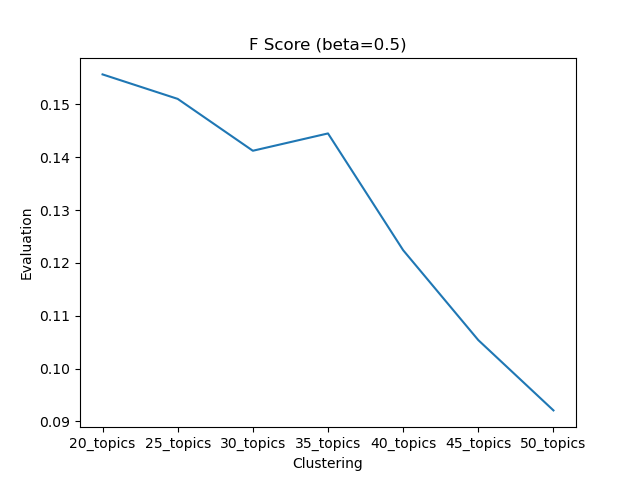 F Score (beta=0.5)
Evaluation
0.15
0.14
0.13
0.12
0.11
0.10
0.09
20_topics 25_topics 30_topics 35_topics 40_topics 45_topics 50_topics
Clustering